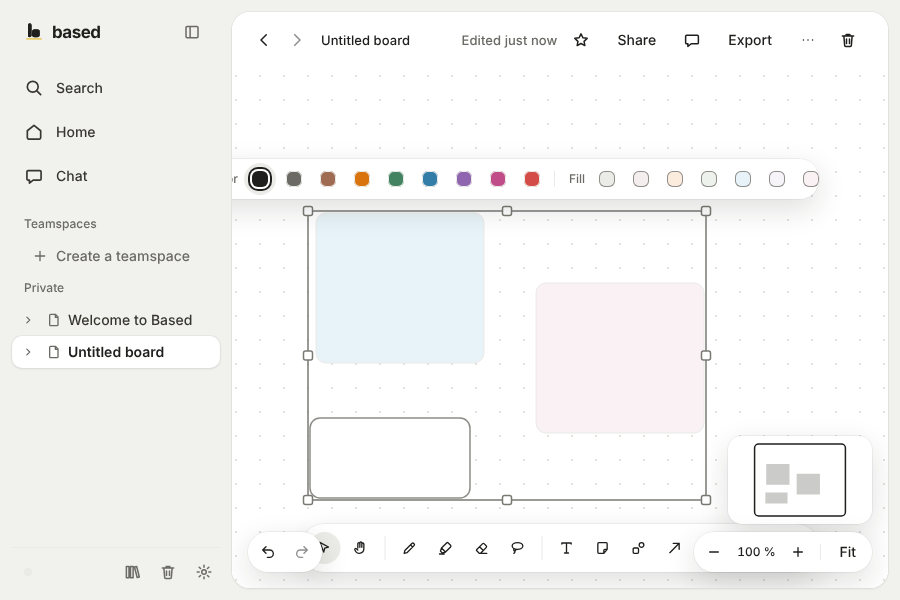 based
Untitled board
Edited just now
Share
Export
Search
Home
Chat
Teamspaces
Create a teamspace
Private
Welcome to Based
Untitled board
Fill
100 %
Fit